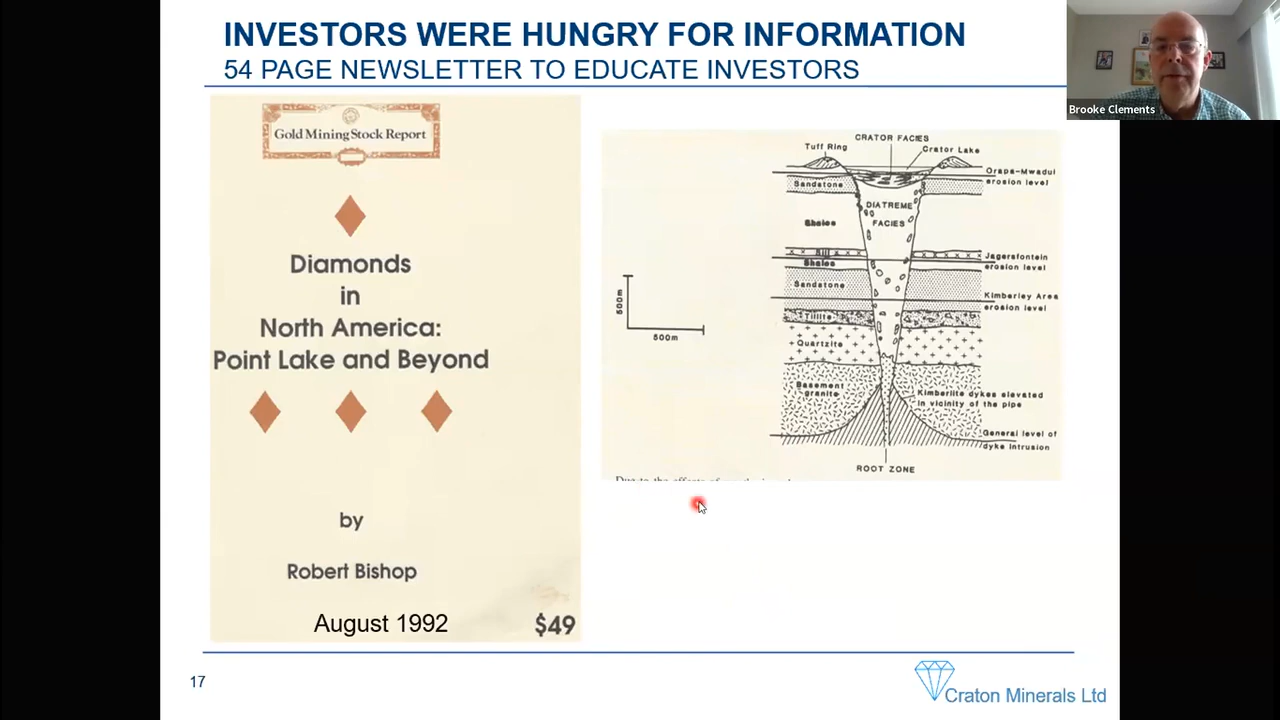 INVESTORS WERE HUNGRY FOR INFORMATION
54 PAGE NEWSLETTER TO EDUCATE INVESTORS
Brooke Clements
Gold Mining Stock Report
Diamonds
in
North America:
Point Lake and Beyond
by
Robert Bishop
August 1992
$49
CRATOR FACIES
Tuff Ring
Crater Lake
Orapa-Mwadui
erosion level
Sandstone
DIATREME
FACIES
Shales
Sill
Shales
Jagersfontein
erosion level
Sandstone
Kimberley Area
erosion level
Tillite
Quartzite
Basement
granite
Kimberlite dykes elevated
in vicinity of the pipe
General level of
dyke intrusion
ROOT ZONE
500m
500m
17
Craton Minerals Ltd